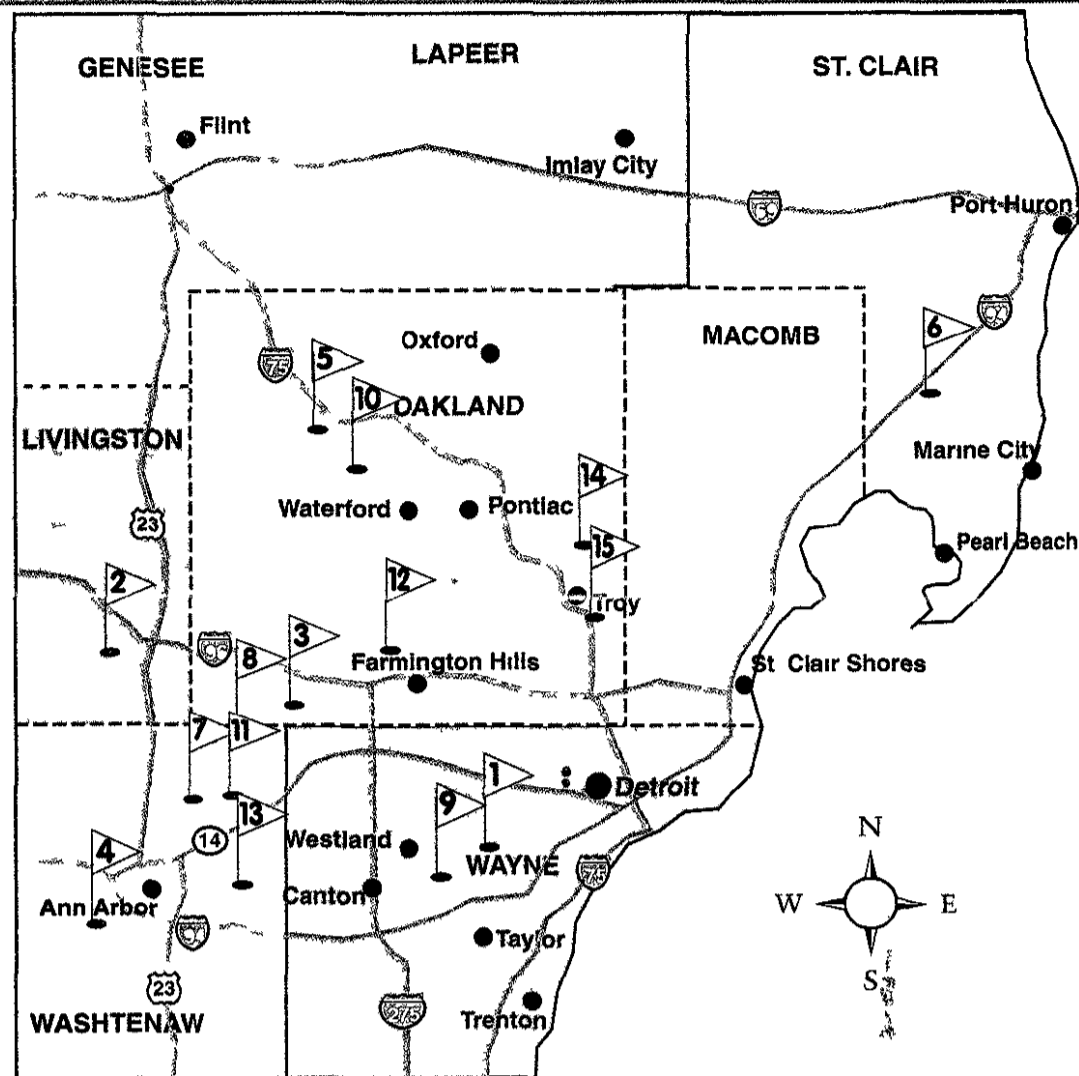 GENESEE
LAPEER
ST. CLAIR
Flint
Imlay City
Port Huron
Oxford
MACOMB
6
75
5
10
OAKLAND
LIVINGSTON
Marine City
14
Waterford
Pontiac
23
15
Pearl Beach
2
12
Troy
3
8
Farmington Hills
St Clair Shores
7
11
1
Detroit
9
13
14
Westland
4
WAYNE
75
N
Ann Arbor
Canton
W
E
Taylor
23
S
275
Trenton
WASHTENAW